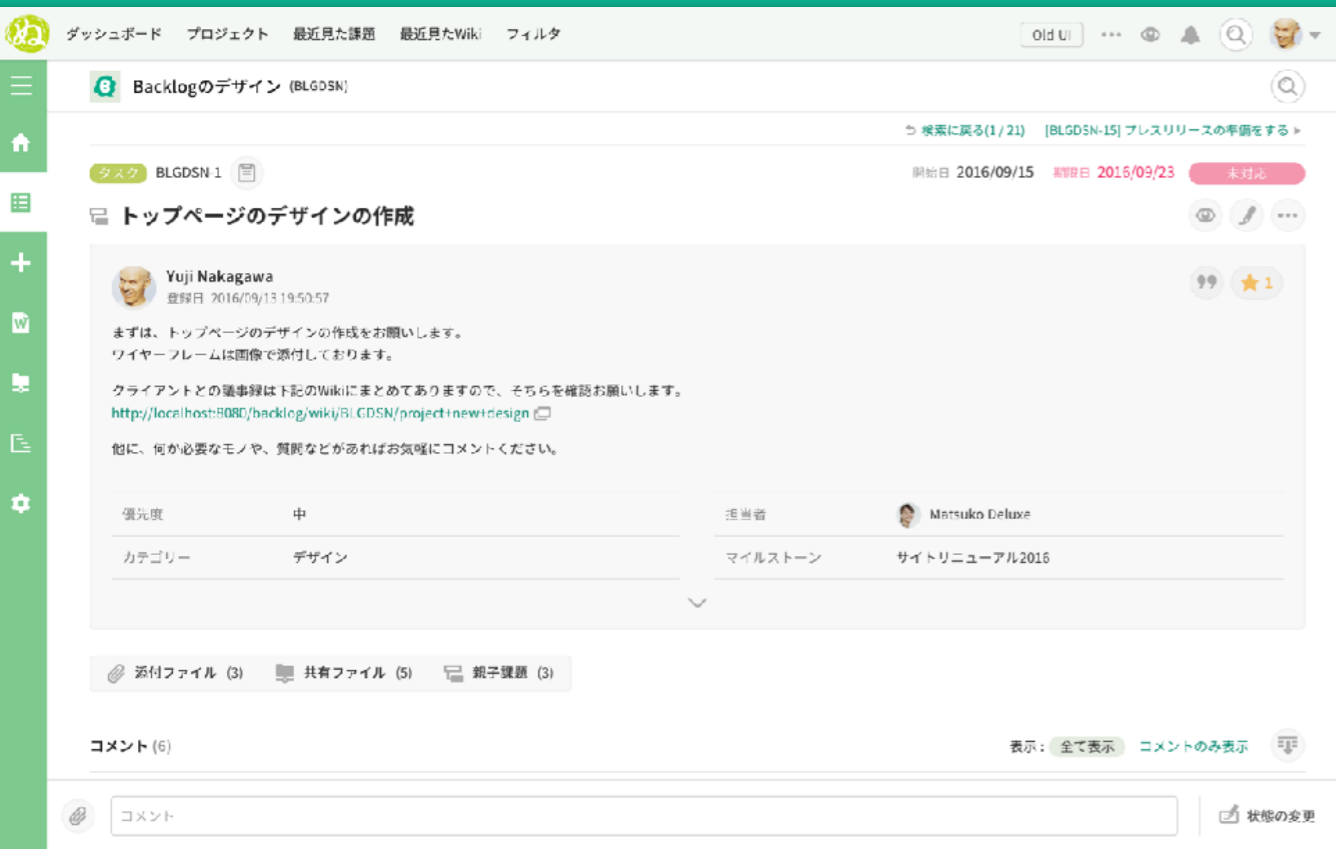 ぬ
ダッシュボード プロジェクト 最近見た課題 最近見たWiki フィルタ Old UI
Backlogのデザイン (BLGDSN)
検索に戻る(1 / 21) [BLGDSN-15] プレスリリースの準備をする
タスク BLGDSN-1 開始日 2016/09/15 期限日 2016/09/23 未対応
トップページのデザインの作成
Yuji Nakagawa
登録日 2016/09/13 19:50:57
1
まずは、トップページのデザインの作成をお願いします。
ワイヤーフレームは画像で添付しております。
クライアントとの議事録は下記のWikiにまとめてありますので、そちらを確認お願いします。
http://localhost:8080/backlog/wiki/BLGDSN/project+new+design
他に、何か必要なモノや、質問などがあればお気軽にコメントください。
優先度 中 担当者 Matsuko Deluxe
カテゴリー デザイン マイルストーン サイトリニューアル2016
添付ファイル (3) 共有ファイル (5) 親子課題 (3)
コメント (6) 表示 : 全て表示 コメントのみ表示
コメント 状態の変更